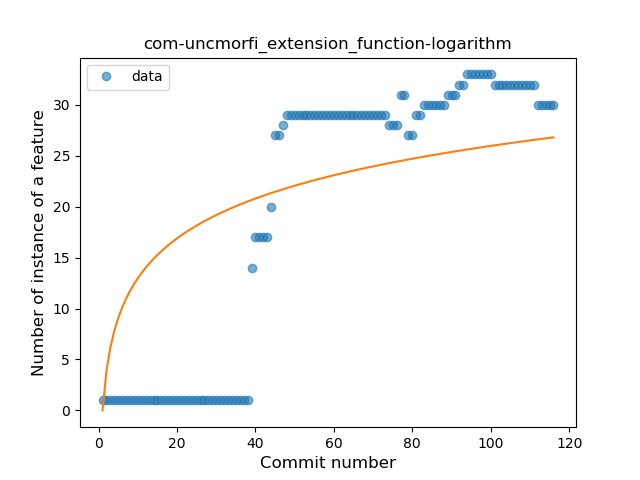 com-uncmorfi_extension_function-logarithm
data
Number of instance of a feature
30
25
20
15
10
5
0
0 20 40 60 80 100 120
Commit number